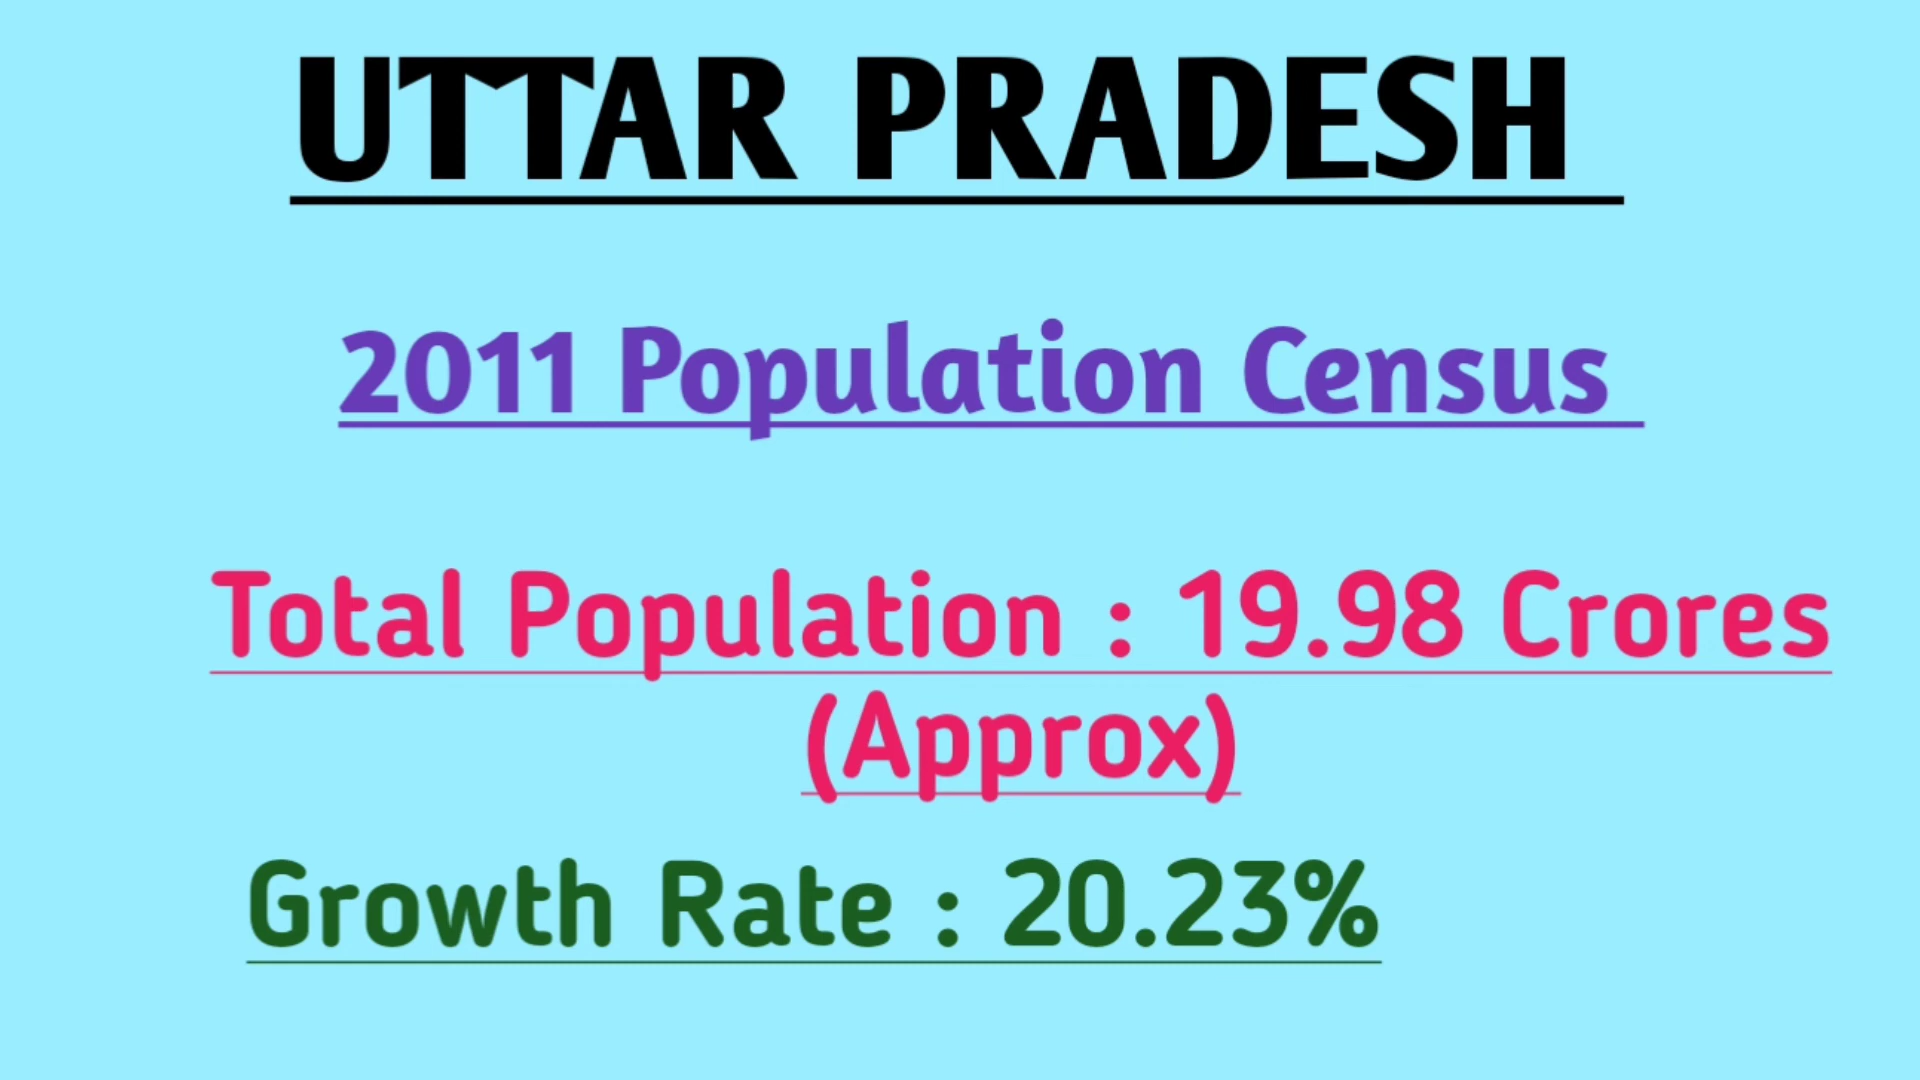 UTTAR PRADESH
2011 Population Census
Total Population : 19.98 Crores
(Approx)
Growth Rate : 20.23%